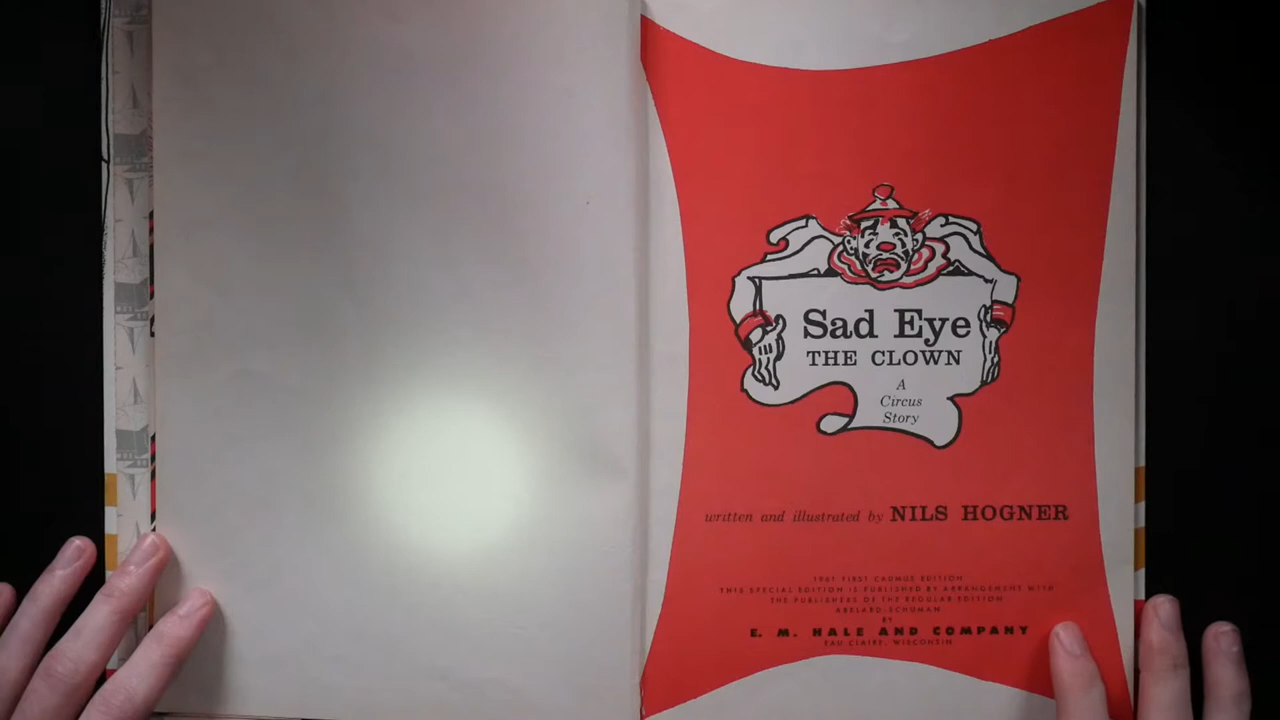 Sad Eye
THE CLOWN
A
Circus
Story
written and illustrated by NILS HOGNER
1961 FIRST CADMUS EDITION
THIS SPECIAL EDITION IS PUBLISHED BY ARRANGEMENT WITH
THE PUBLISHERS OF THE REGULAR EDITION
ABELARD-SCHUMAN
BY
E. M. HALE AND COMPANY
EAU CLAIRE, WISCONSIN